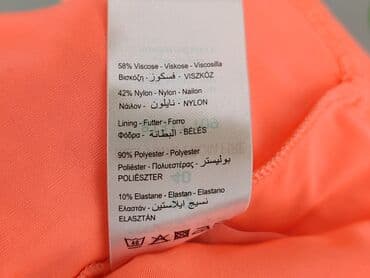 58% Viscose - Viskose - Viscosilla
Βισκόζη - فسكوز - VISZKÓZ
42% Nylon - Nylon - Nailon
Νάιλον - نايلون - NYLON
Lining - Futter - Forro
Φόδρα - البطانة - BÉLÉS
90% Polyester - Polyester -
Poliéster - Πολυεστέρας - بوليستر
POLIÉSZTER
10% Elastane - Elastan - Elastano
Ελαστάν - نسيج ايلاستين
ELASZTÁN